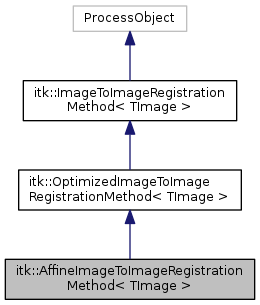 ProcessObject
itk::ImageToImageRegistration
Method< TImage >
itk::OptimizedImageToImage
RegistrationMethod< TImage >
itk::AffineImageToImageRegistration
Method< TImage >